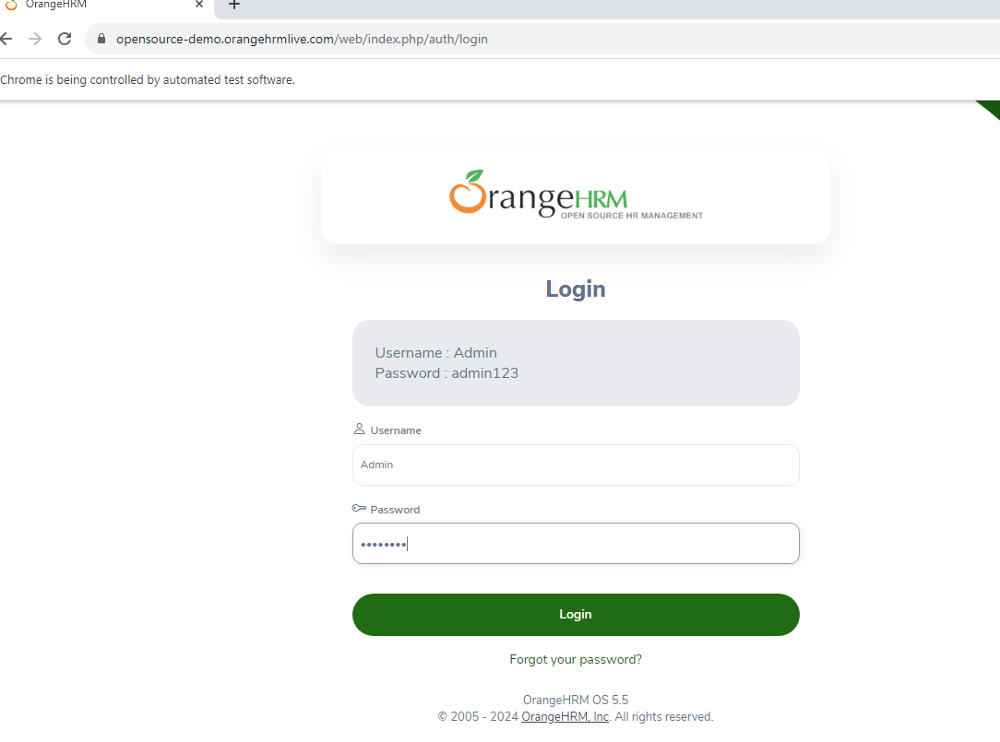 OrangeHRM
opensource-demo.orangehrmlive.com/web/index.php/auth/login
Chrome is being controlled by automated test software.
OrangeHRM
OPEN SOURCE HR MANAGEMENT
Login
Username : Admin
Password : admin123
Username
Admin
Password
••••••••
Login
Forgot your password?
OrangeHRM OS 5.5
© 2005 - 2024 OrangeHRM, Inc. All rights reserved.